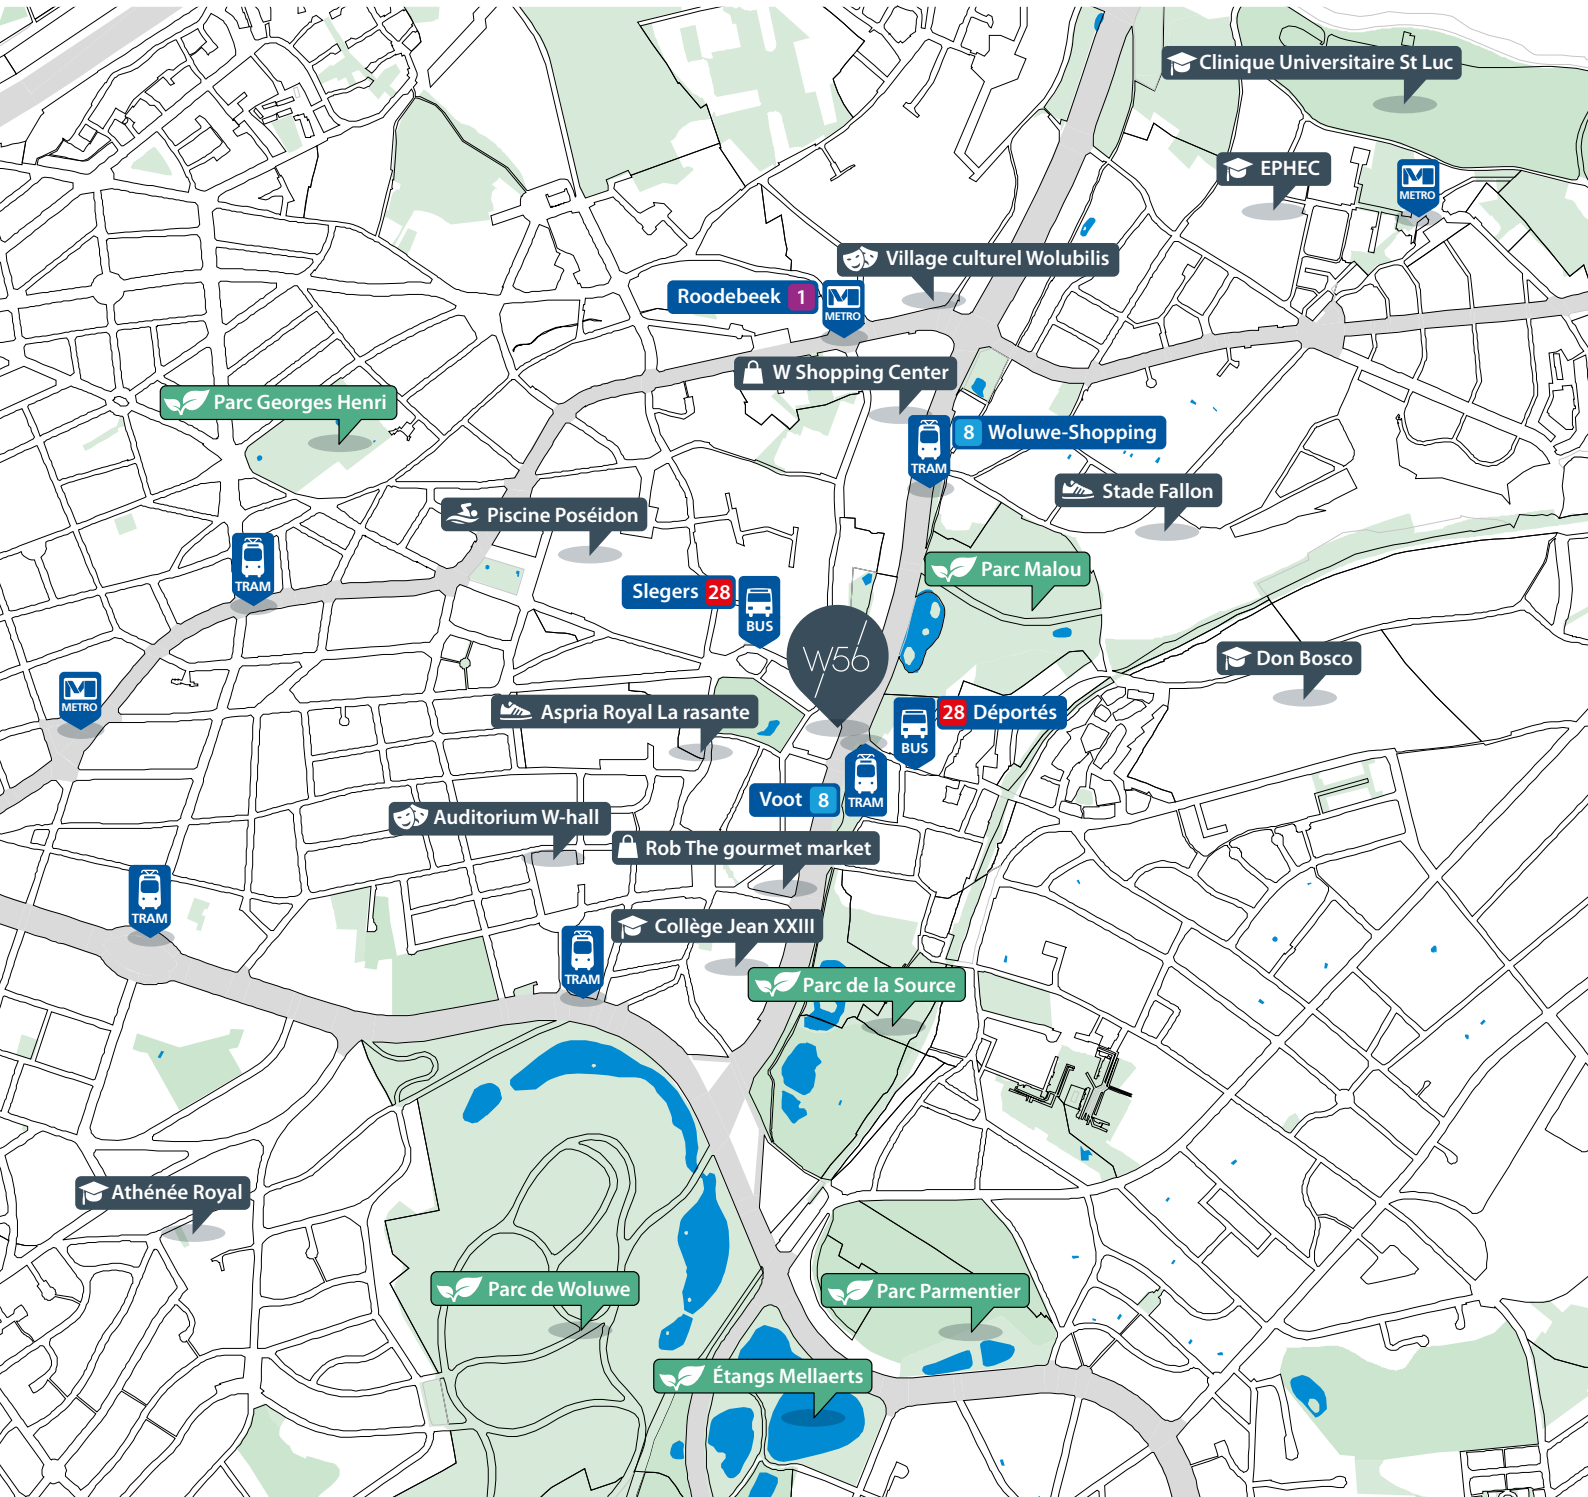 Clinique Universitaire St Luc
EPHEC
METRO
Village culturel Wolubilis
Roodebeek 1
METRO
W Shopping Center
Parc Georges Henri
8 Woluwe-Shopping
TRAM
Stade Fallon
Piscine Poséidon
TRAM
Parc Malou
Slegers 28
BUS
W56
Don Bosco
METRO
Aspria Royal La rasante
28 Déportés
BUS
Voot 8
TRAM
Auditorium W-hall
Rob The gourmet market
TRAM
Collège Jean XXIII
TRAM
Parc de la Source
Athénée Royal
Parc de Woluwe
Parc Parmentier
Étangs Mellaerts